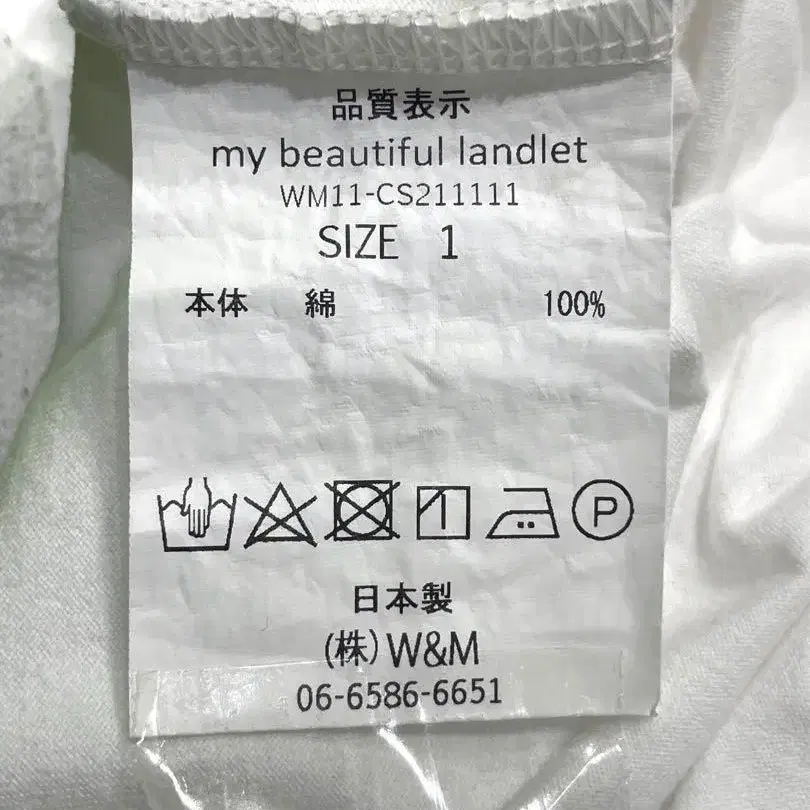 品質表示
my beautiful landlet
WM11-CS211111
SIZE 1
本体 綿 100%
P
日本製
(株)W&M
06-6586-6651